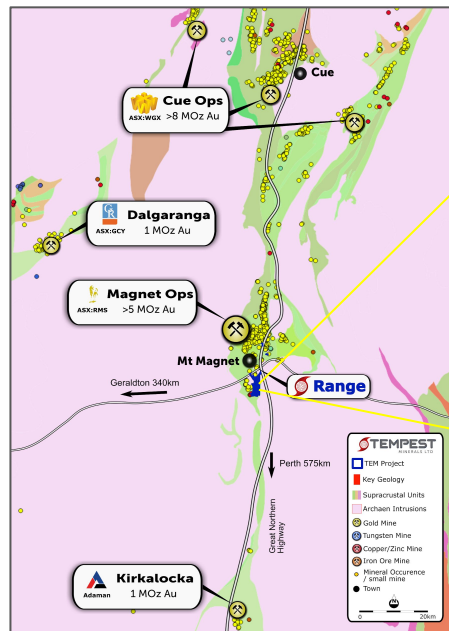 Cue
Cue Ops
ASX:WGX
>8 MOz Au
Dalgaranga
ASX:GCY
1 MOz Au
Magnet Ops
ASX:RMS
>5 MOz Au
Mt Magnet
Range
Geraldton 340km
Perth 575km
Great Northern
Highway
Kirkalocka
Adaman
1 MOz Au
TEMPEST
MINERALS LTD
TEM Project
Key Geology
Supracrustal Units
Archaen Intrusions
Gold Mine
Tungsten Mine
Copper/Zinc Mine
Iron Ore Mine
Mineral Occurence
/ small mine
Town
N
0 20km